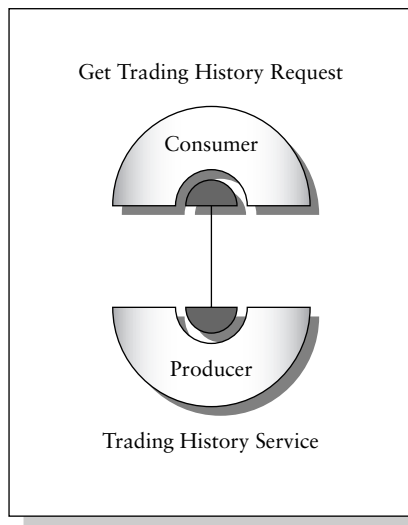 Get Trading History Request
Consumer
Producer
Trading History Service